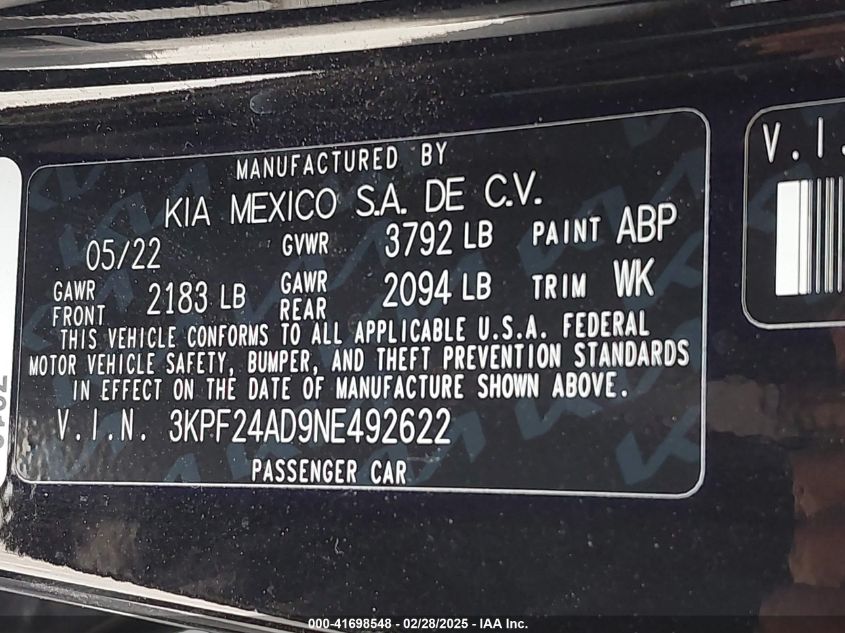 MANUFACTURED BY
KIA MEXICO S.A. DE C.V.
05/22 GVWR 3792 LB PAINT ABP
GAWR FRONT 2183 LB GAWR REAR 2094 LB TRIM WK
THIS VEHICLE CONFORMS TO ALL APPLICABLE U.S.A. FEDERAL
MOTOR VEHICLE SAFETY, BUMPER, AND THEFT PREVENTION STANDARDS
IN EFFECT ON THE DATE OF MANUFACTURE SHOWN ABOVE.
V.I.N. 3KPF24AD9NE492622
PASSENGER CAR
V.I.
000-41698548 - 02/28/2025 - IAA Inc.